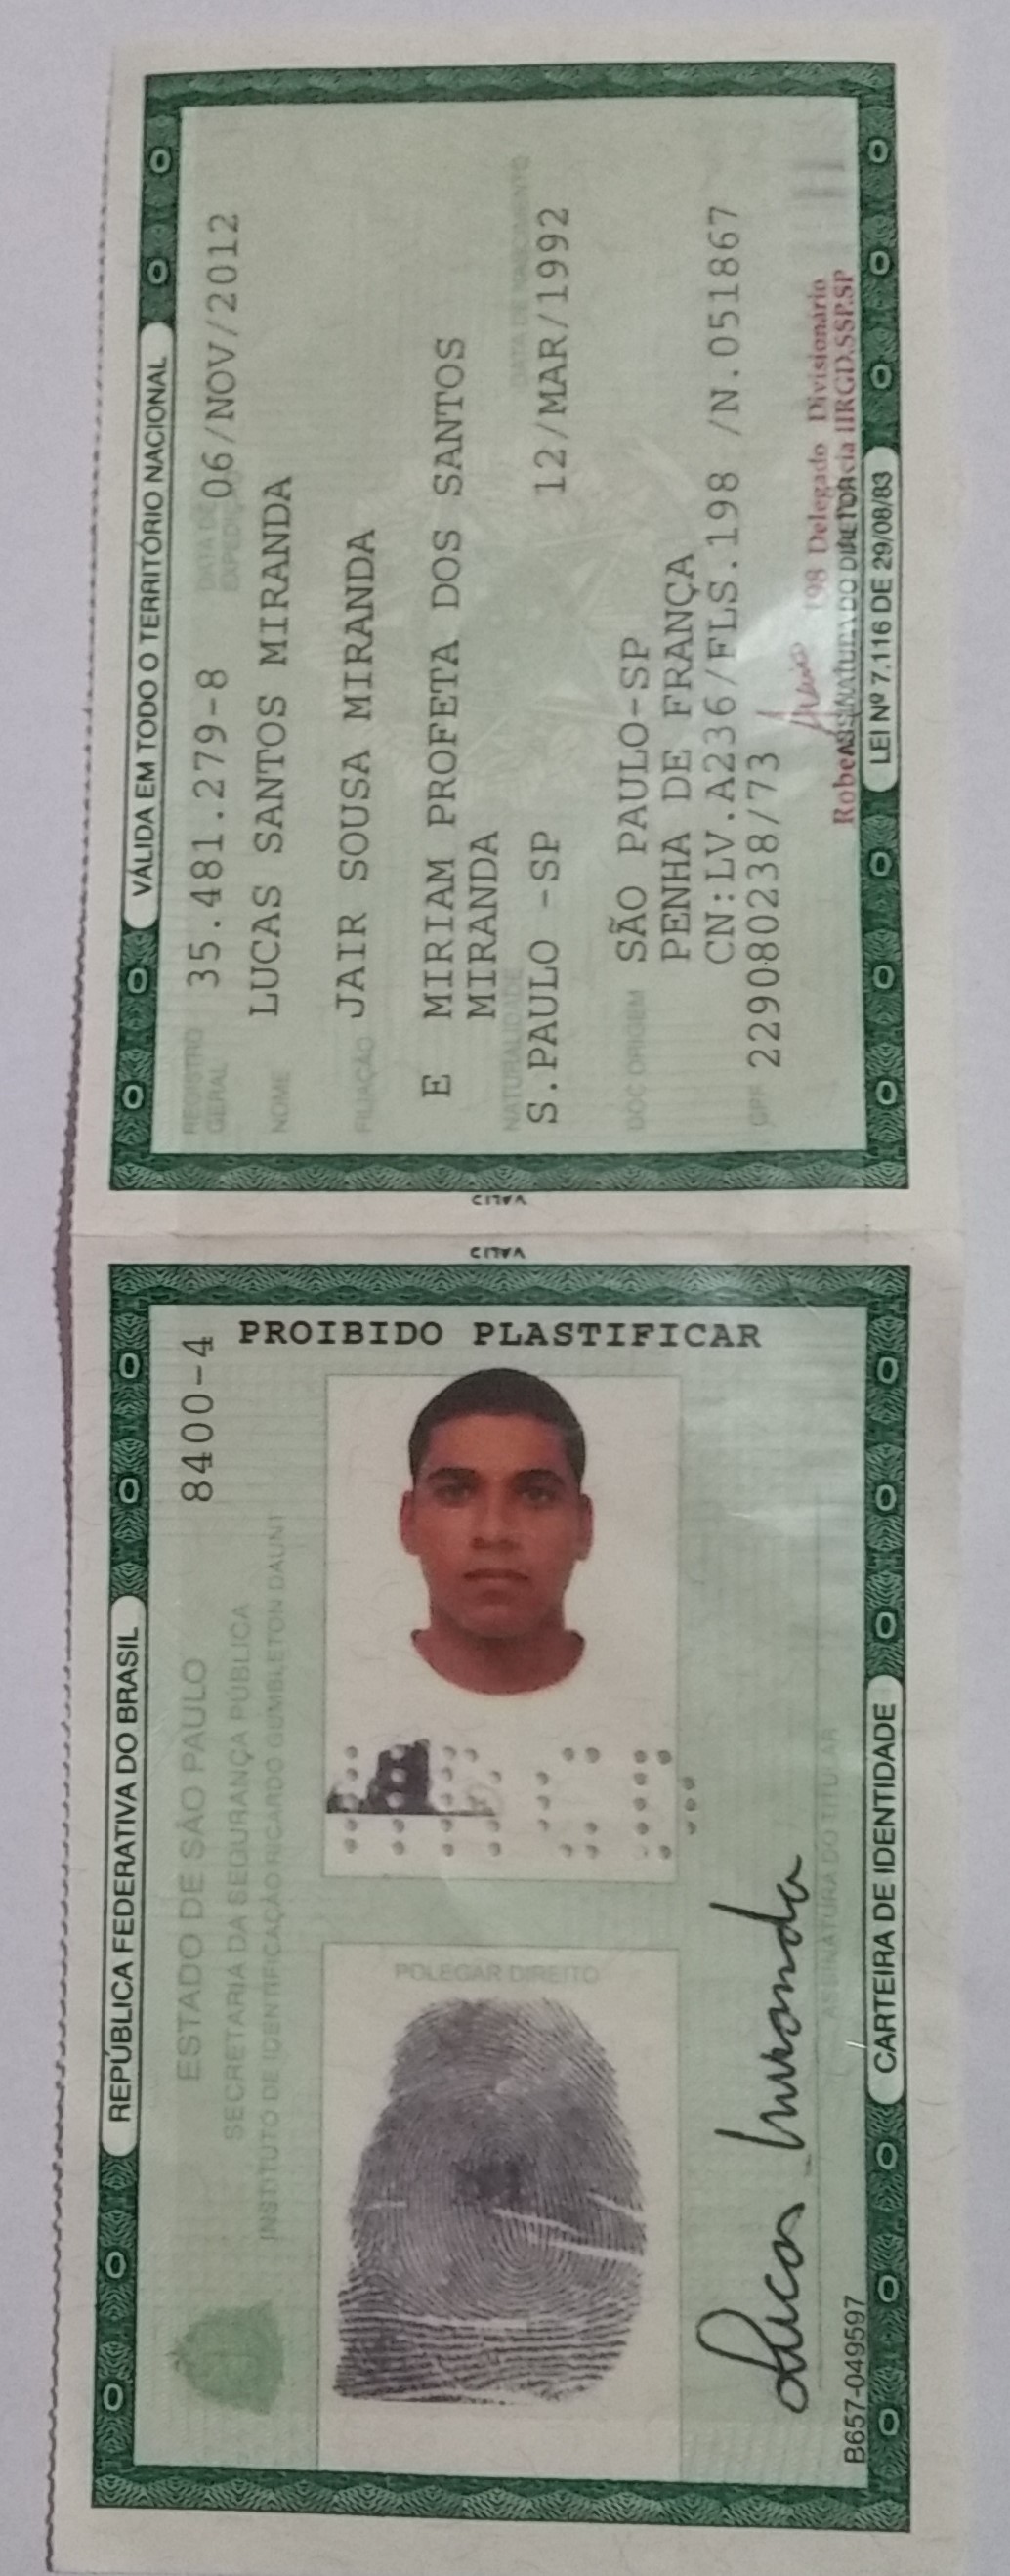 VÁLIDA EM TODO O TERRITÓRIO NACIONAL
REGISTRO GERAL 35.481.279-8 DATA DE EXPEDIÇÃO 06/NOV/2012
NOME LUCAS SANTOS MIRANDA
FILIAÇÃO JAIR SOUSA MIRANDA
E MIRIAM PROFETA DOS SANTOS
MIRANDA
NATURALIDADE DATA DE NASCIMENTO
S.PAULO -SP 12/MAR/1992
DOC ORIGEM SÃO PAULO-SP
PENHA DE FRANÇA
CN:LV.A236/FLS.198 /N.051867
CPF 229080238/73
198 Delegado Divisionário
ASSINATURA DO DIRETOR
IIRGD.SSP.SP
LEI Nº 7.116 DE 29/08/83
VALID
VALID
REPÚBLICA FEDERATIVA DO BRASIL
8400-4
ESTADO DE SÃO PAULO
SECRETARIA DA SEGURANÇA PÚBLICA
INSTITUTO DE IDENTIFICAÇÃO RICARDO GUMBLETON DAUNT
PROIBIDO PLASTIFICAR
POLEGAR DIREITO
Lucas Miranda
ASSINATURA DO TITULAR
B657-049597
CARTEIRA DE IDENTIDADE